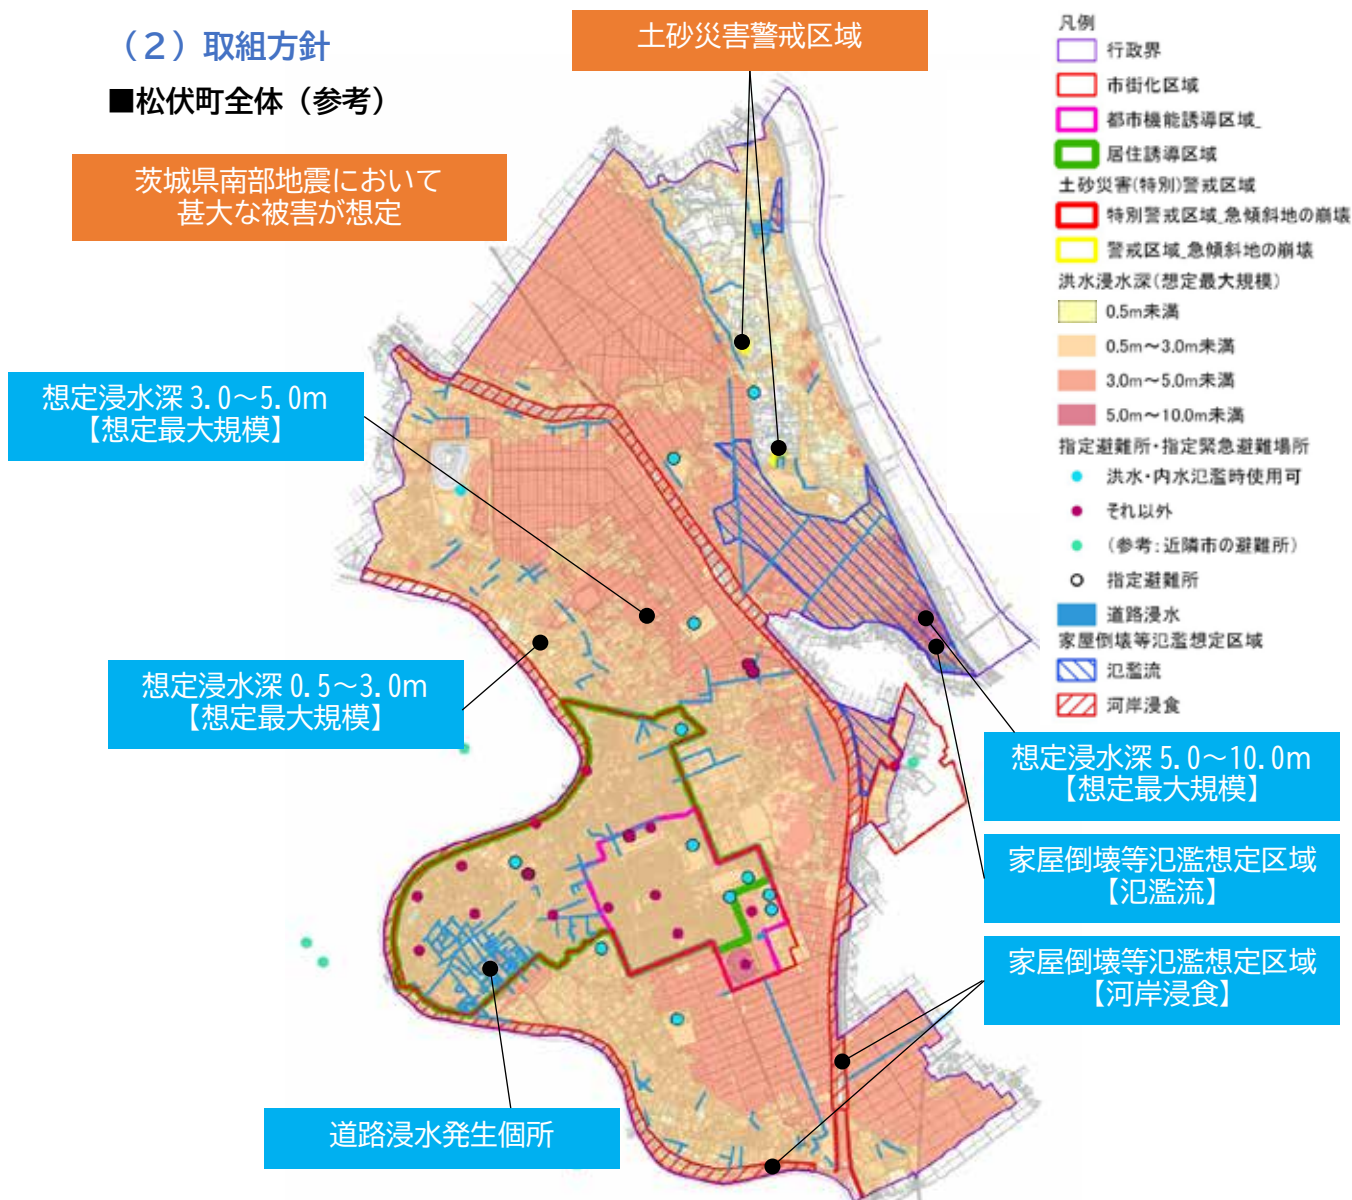 （２）取組方針
■松伏町全体（参考）
土砂災害警戒区域
茨城県南部地震において
甚大な被害が想定
想定浸水深 3.0～5.0m
【想定最大規模】
想定浸水深 0.5～3.0m
【想定最大規模】
道路浸水発生個所
凡例
行政界
市街化区域
都市機能誘導区域_
居住誘導区域
土砂災害(特別)警戒区域
特別警戒区域_急傾斜地の崩壊
警戒区域_急傾斜地の崩壊
洪水浸水深(想定最大規模)
0.5m未満
0.5m～3.0m未満
3.0m～5.0m未満
5.0m～10.0m未満
指定避難所・指定緊急避難場所
洪水・内水氾濫時使用可
それ以外
(参考:近隣市の避難所)
指定避難所
道路浸水
家屋倒壊等氾濫想定区域
氾濫流
河岸浸食
想定浸水深 5.0～10.0m
【想定最大規模】
家屋倒壊等氾濫想定区域
【氾濫流】
家屋倒壊等氾濫想定区域
【河岸浸食】